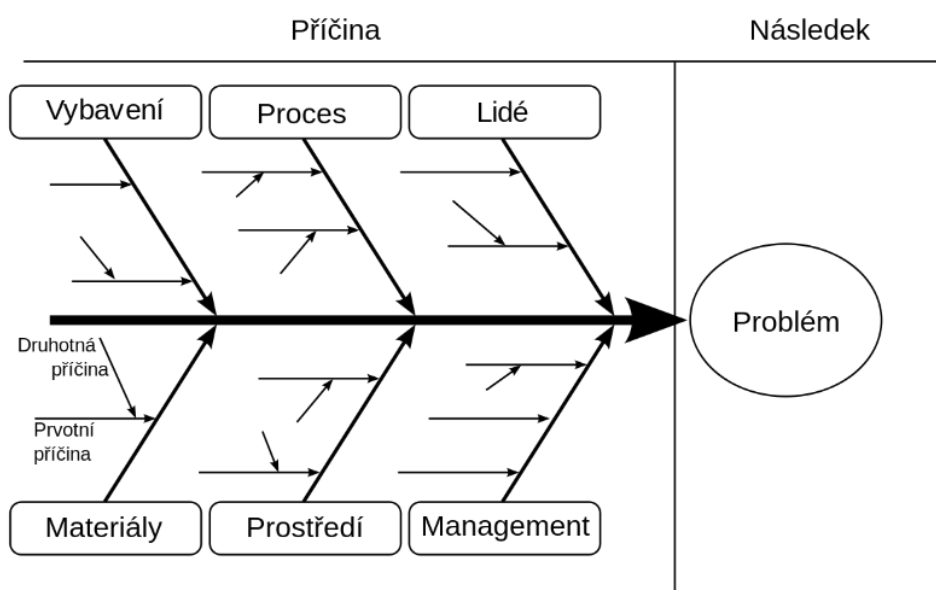 Příčina
Následek
Vybavení
Proces
Lidé
Problém
Druhotná
příčina
Prvotní
příčina
Materiály
Prostředí
Management